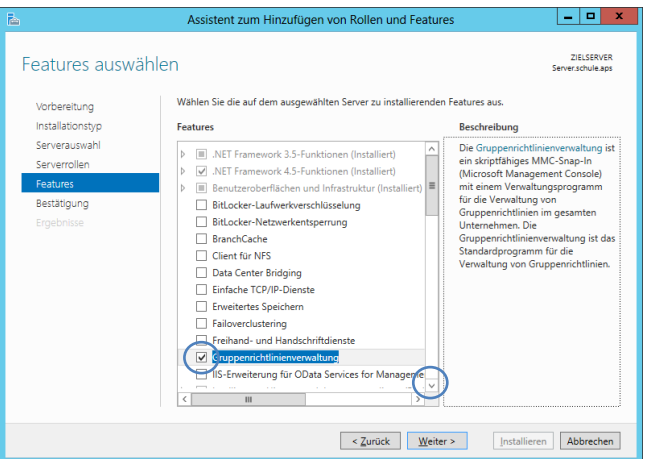 Assistent zum Hinzufügen von Rollen und Features
Features auswählen
ZIELSERVER
Server.schule.aps
Vorbereitung
Installationstyp
Serverauswahl
Serverrollen
Features
Bestätigung
Ergebnisse
Wählen Sie die auf dem ausgewählten Server zu installierenden Features aus.
Features
.NET Framework 3.5-Funktionen (Installiert)
.NET Framework 4.5-Funktionen (Installiert)
Benutzeroberflächen und Infrastruktur (Installiert)
BitLocker-Laufwerkverschlüsselung
BitLocker-Netzwerkentsperrung
BranchCache
Client für NFS
Data Center Bridging
Einfache TCP/IP-Dienste
Erweitertes Speichern
Failoverclustering
Freihand- und Handschriftdienste
Gruppenrichtlinienverwaltung
IIS-Erweiterung für OData Services for Manageme
Beschreibung
Die Gruppenrichtlinienverwaltung ist
ein skriptfähiges MMC-Snap-In
(Microsoft Management Console)
mit einem Verwaltungsprogramm
für die Verwaltung von
Gruppenrichtlinien im gesamten
Unternehmen. Die
Gruppenrichtlinienverwaltung ist das
Standardprogramm für die
Verwaltung von Gruppenrichtlinien.
< Zurück
Weiter >
Installieren
Abbrechen